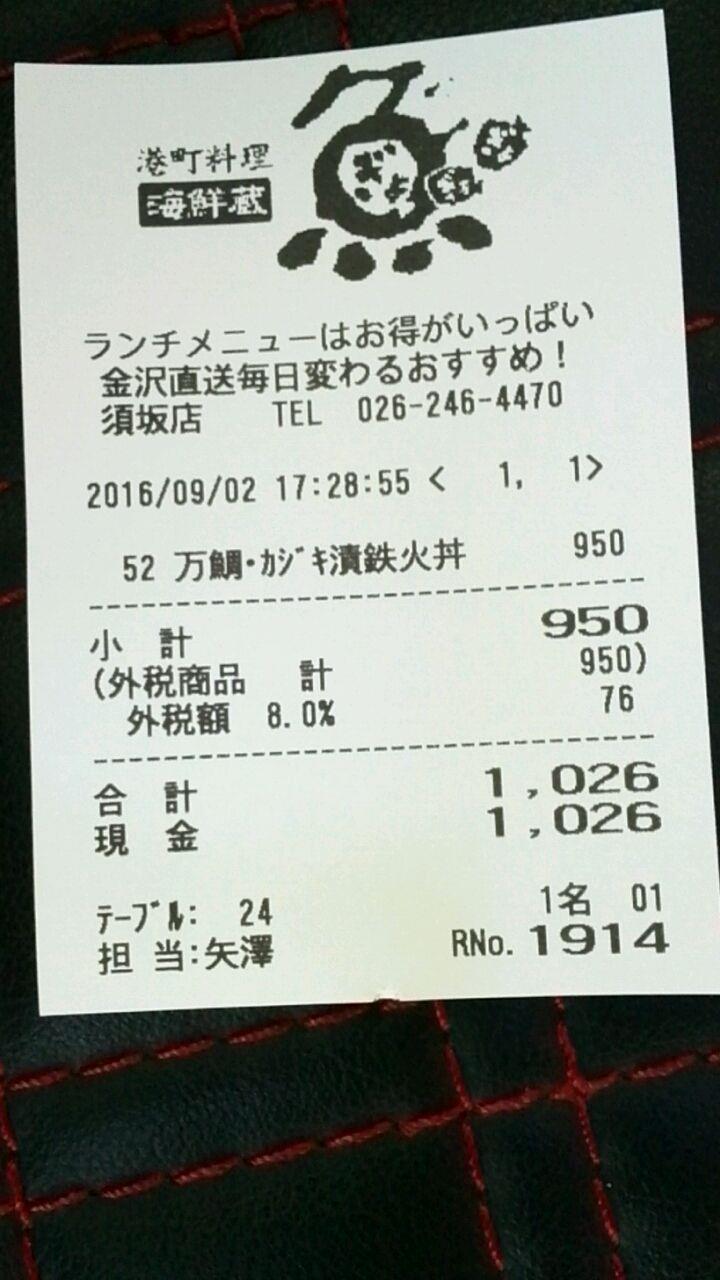 港町料理
海鮮蔵
ランチメニューはお得がいっぱい
金沢直送毎日変わるおすすめ！
須坂店 TEL 026-246-4470
2016/09/02 17:28:55 < 1, 1>
52 万鯛・ｶｼﾞｷ漬鉄火丼 950
小 計 950
(外税商品 計 950)
外税額 8.0% 76
合 計 1,026
現 金 1,026
ﾃｰﾌﾞﾙ: 24 1名 01
担 当:矢澤 RNo. 1914